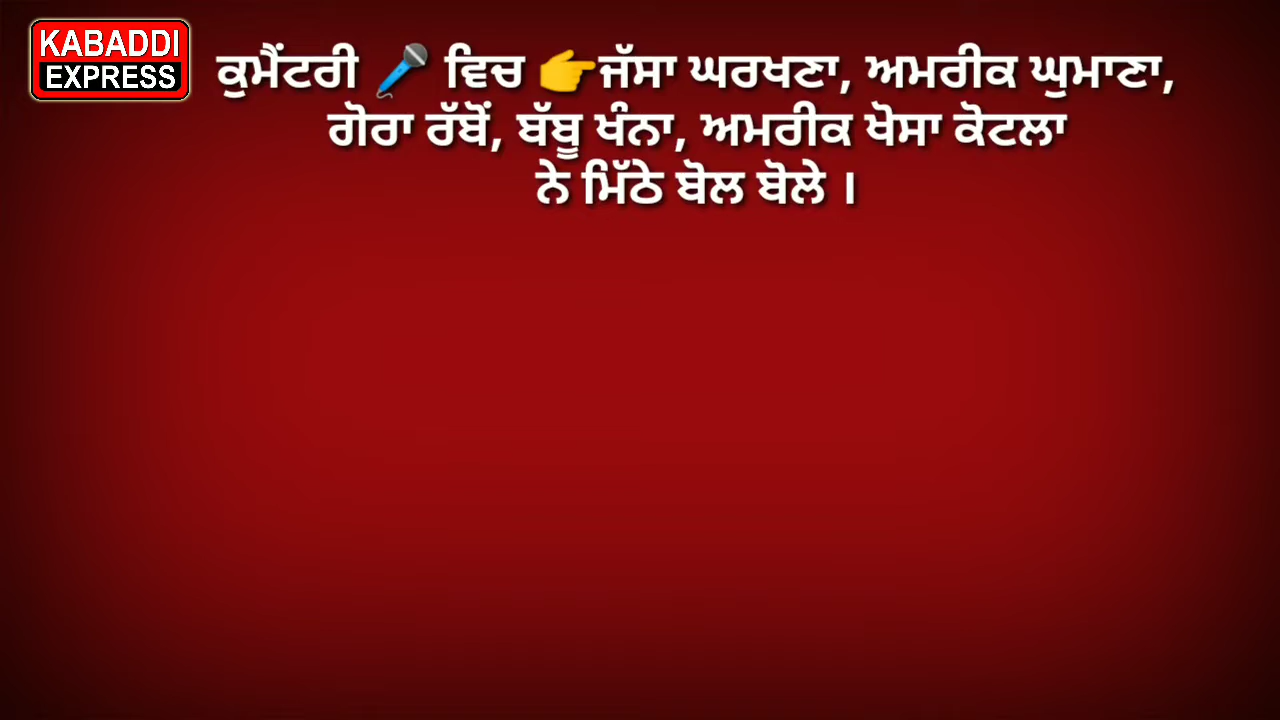 KABADDI
EXPRESS
ਕੁਮੈਂਟਰੀ 🎤 ਵਿਚ 👉ਜੱਸਾ ਘਰਖਣਾ, ਅਮਰੀਕ ਘੁਮਾਣਾ,
ਗੋਰਾ ਰੱਬੋਂ, ਬੱਬੂ ਖੰਨਾ, ਅਮਰੀਕ ਖੋਸਾ ਕੋਟਲਾ
ਨੇ ਮਿੱਠੇ ਬੋਲ ਬੋਲੇ ।